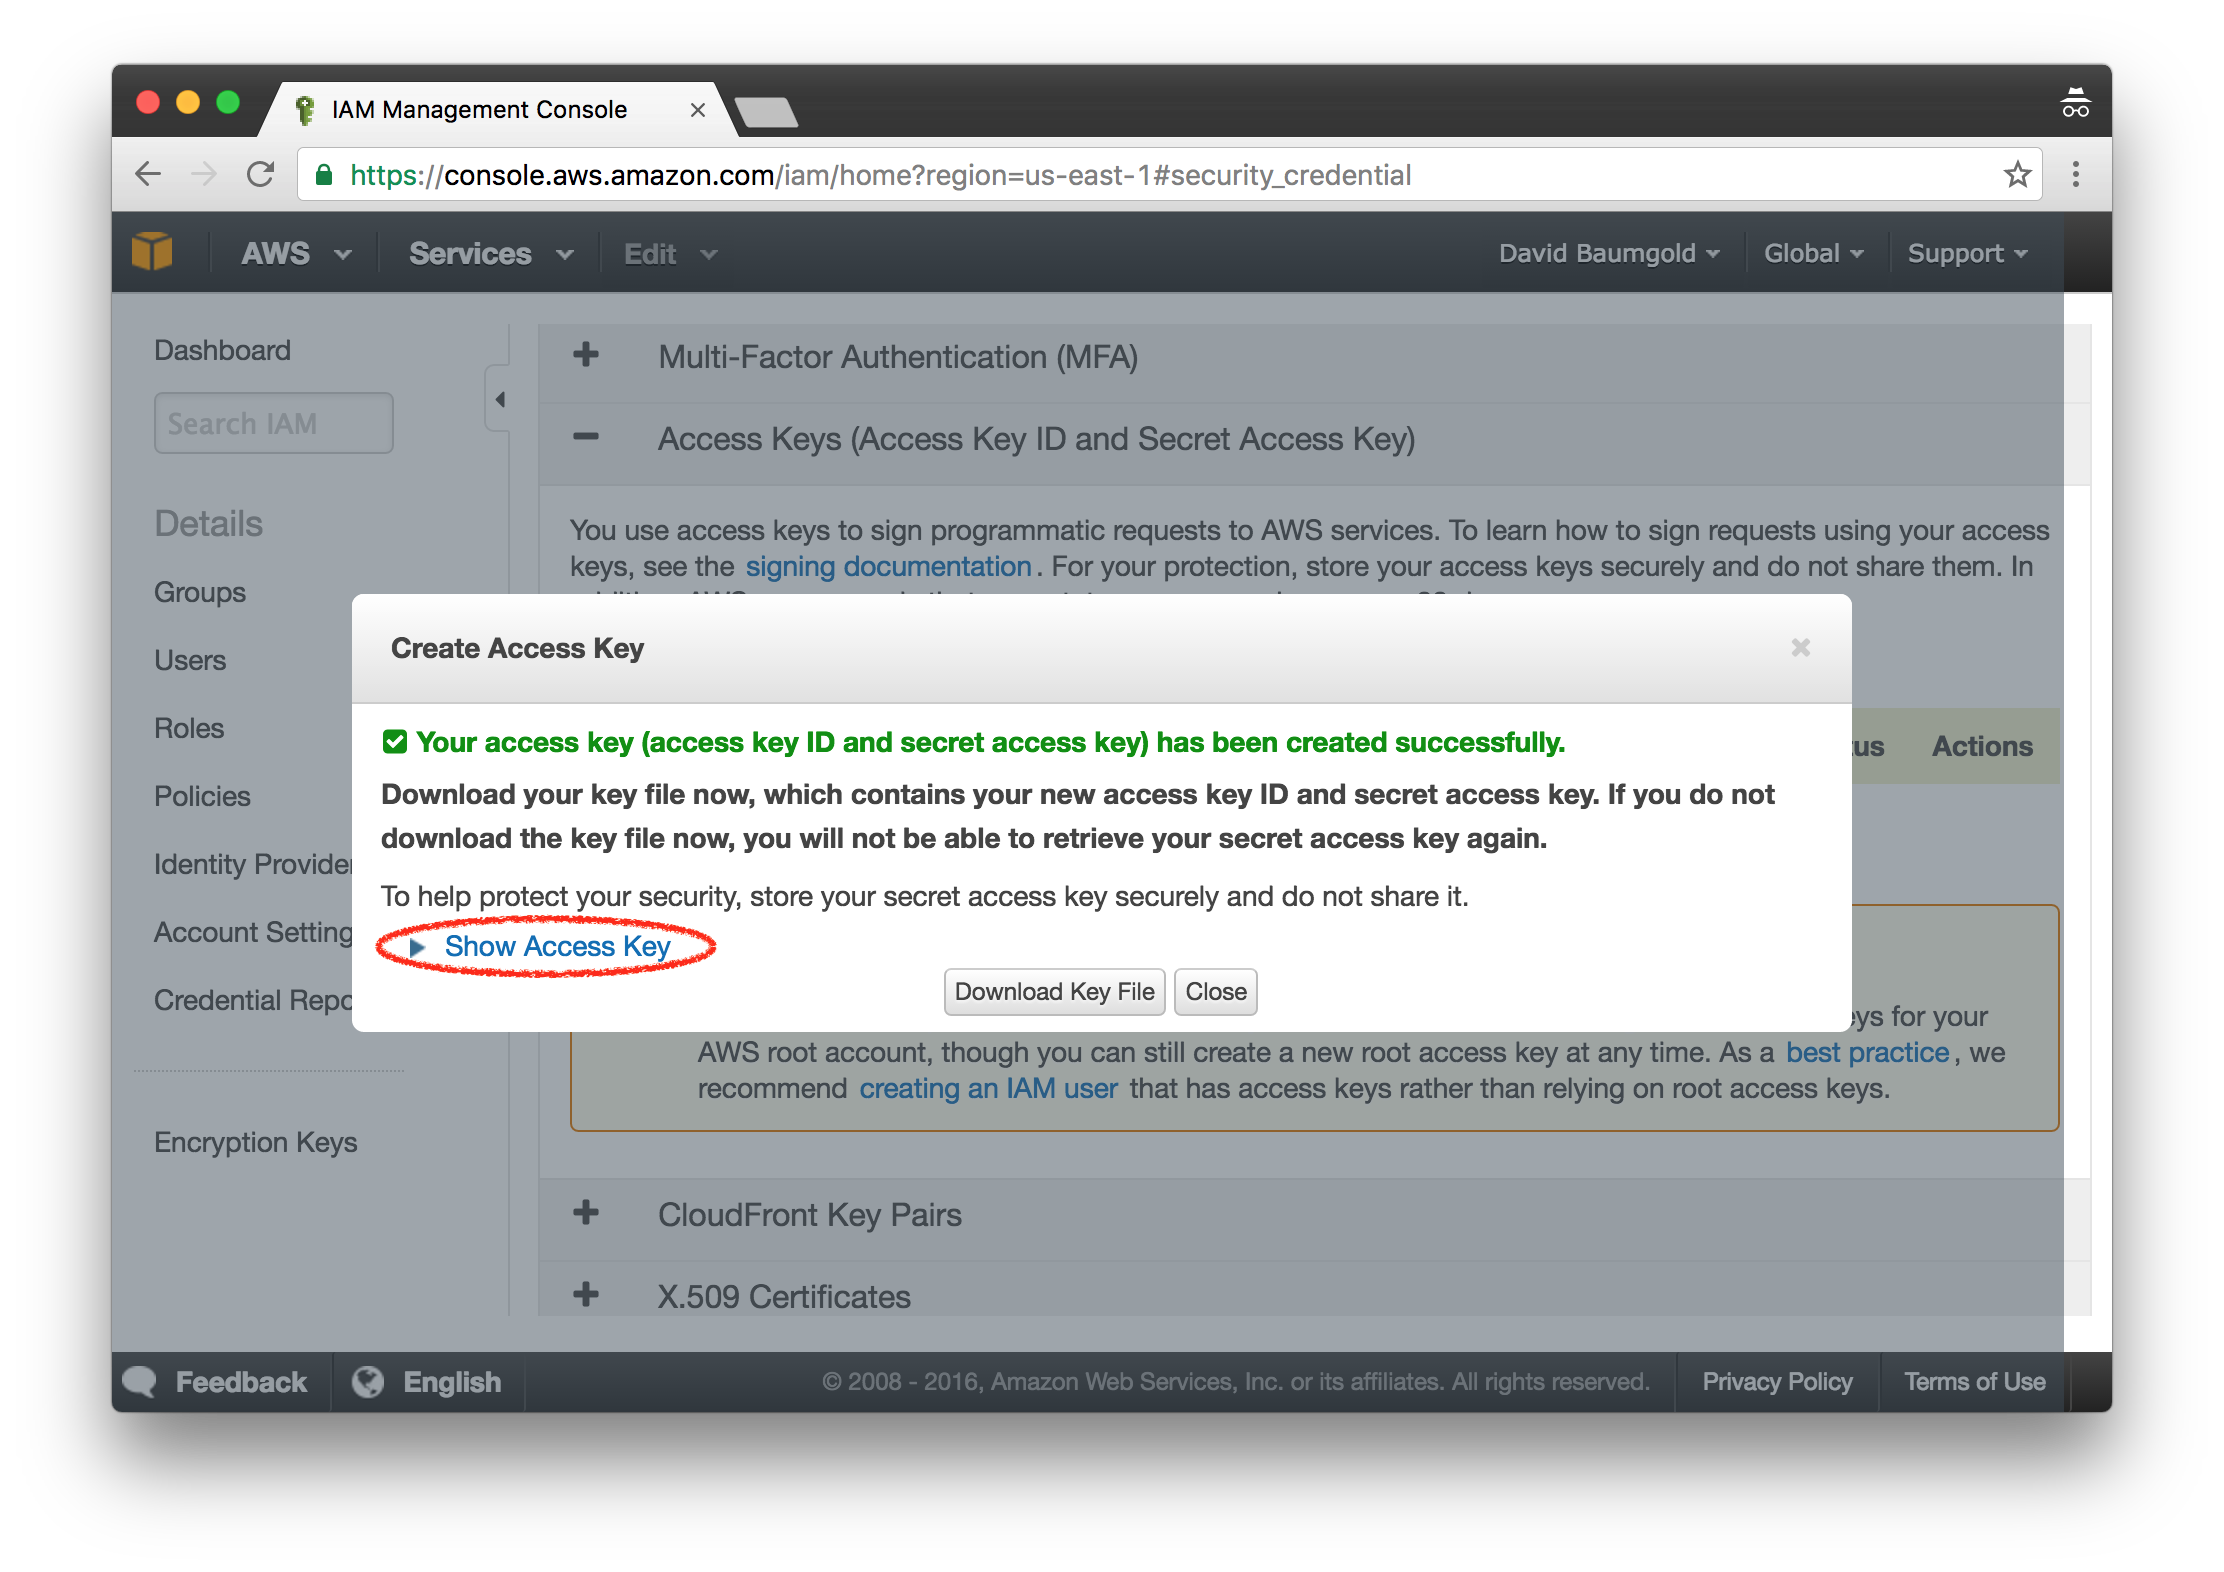 IAM Management Console
https://console.aws.amazon.com/iam/home?region=us-east-1#security_credential
AWS Services Edit David Baumgold Global Support
Dashboard
Search IAM
Details
Groups
Users
Roles
Policies
Identity Provider
Account Setting
Credential Repo
Encryption Keys
Multi-Factor Authentication (MFA)
Access Keys (Access Key ID and Secret Access Key)
You use access keys to sign programmatic requests to AWS services. To learn how to sign requests using your access
keys, see the signing documentation. For your protection, store your access keys securely and do not share them. In
Create Access Key
Your access key (access key ID and secret access key) has been created successfully.
Download your key file now, which contains your new access key ID and secret access key. If you do not
download the key file now, you will not be able to retrieve your secret access key again.
To help protect your security, store your secret access key securely and do not share it.
Show Access Key
Download Key File Close
tus Actions
eys for your
AWS root account, though you can still create a new root access key at any time. As a best practice, we
recommend creating an IAM user that has access keys rather than relying on root access keys.
CloudFront Key Pairs
X.509 Certificates
Feedback English © 2008 - 2016, Amazon Web Services, Inc. or its affiliates. All rights reserved. Privacy Policy Terms of Use